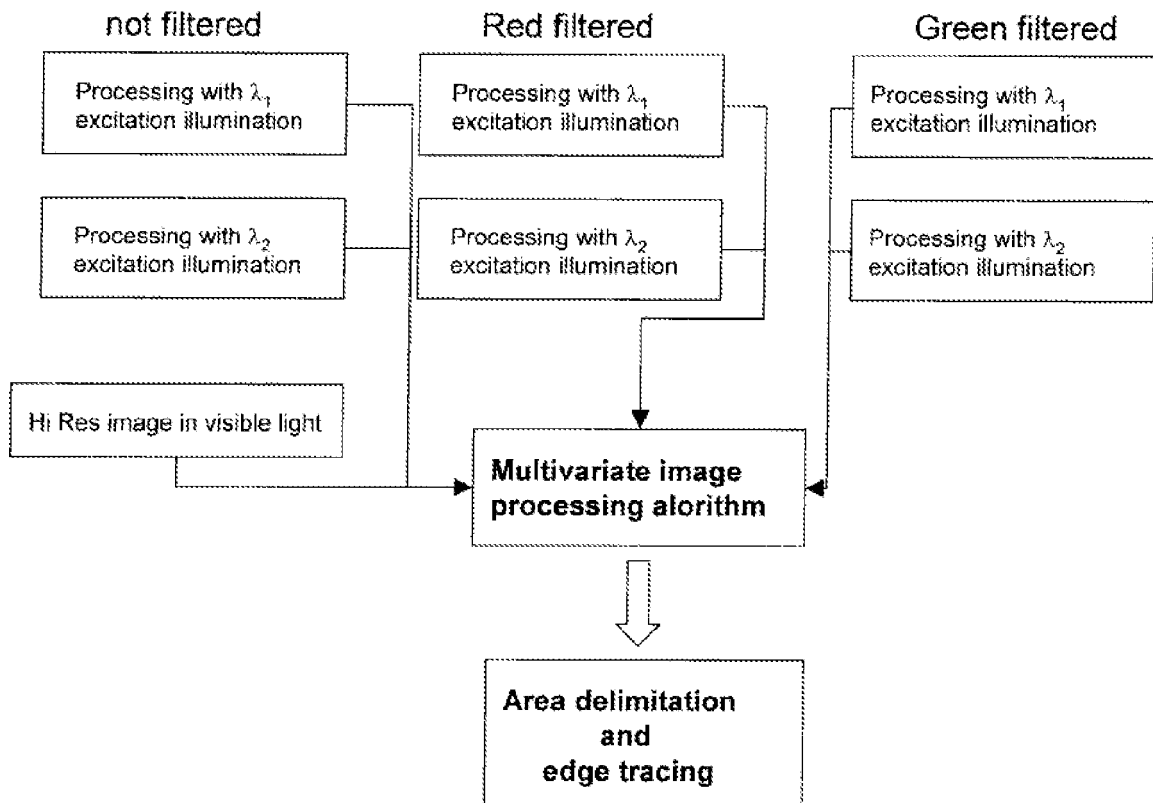 not filtered
Red filtered
Green filtered
Processing with λ₁
excitation illumination
Processing with λ₁
excitation illumination
Processing with λ₁
excitation illumination
Processing with λ₂
excitation illumination
Processing with λ₂
excitation illumination
Processing with λ₂
excitation illumination
Hi Res image in visible light
Multivariate image
processing alorithm
Area delimitation
and
edge tracing